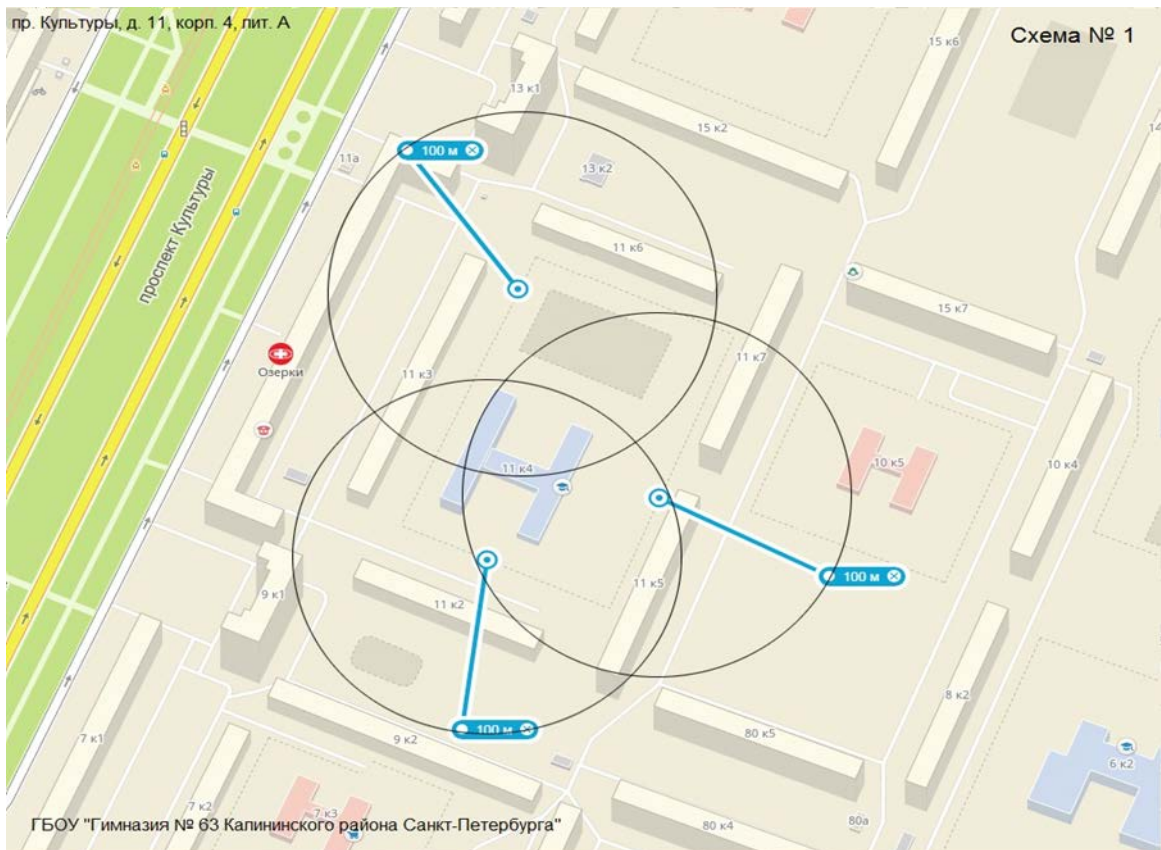 пр. Культуры, д. 11, корп. 4, лит. А
Схема № 1
15 к6
13 к1
15 к2
11а
100 м
13 к2
проспект Культуры
11 к6
15 к7
11 к7
Озерки
11 к3
11 к4
10 к5
10 к4
100 м
11 к5
9 к1
11 к2
8 к2
100 м
7 к1
9 к2
80 к5
6 к2
7 к2
7 к3
80 к4
80а
ГБОУ "Гимназия № 63 Калининского района Санкт-Петербурга"